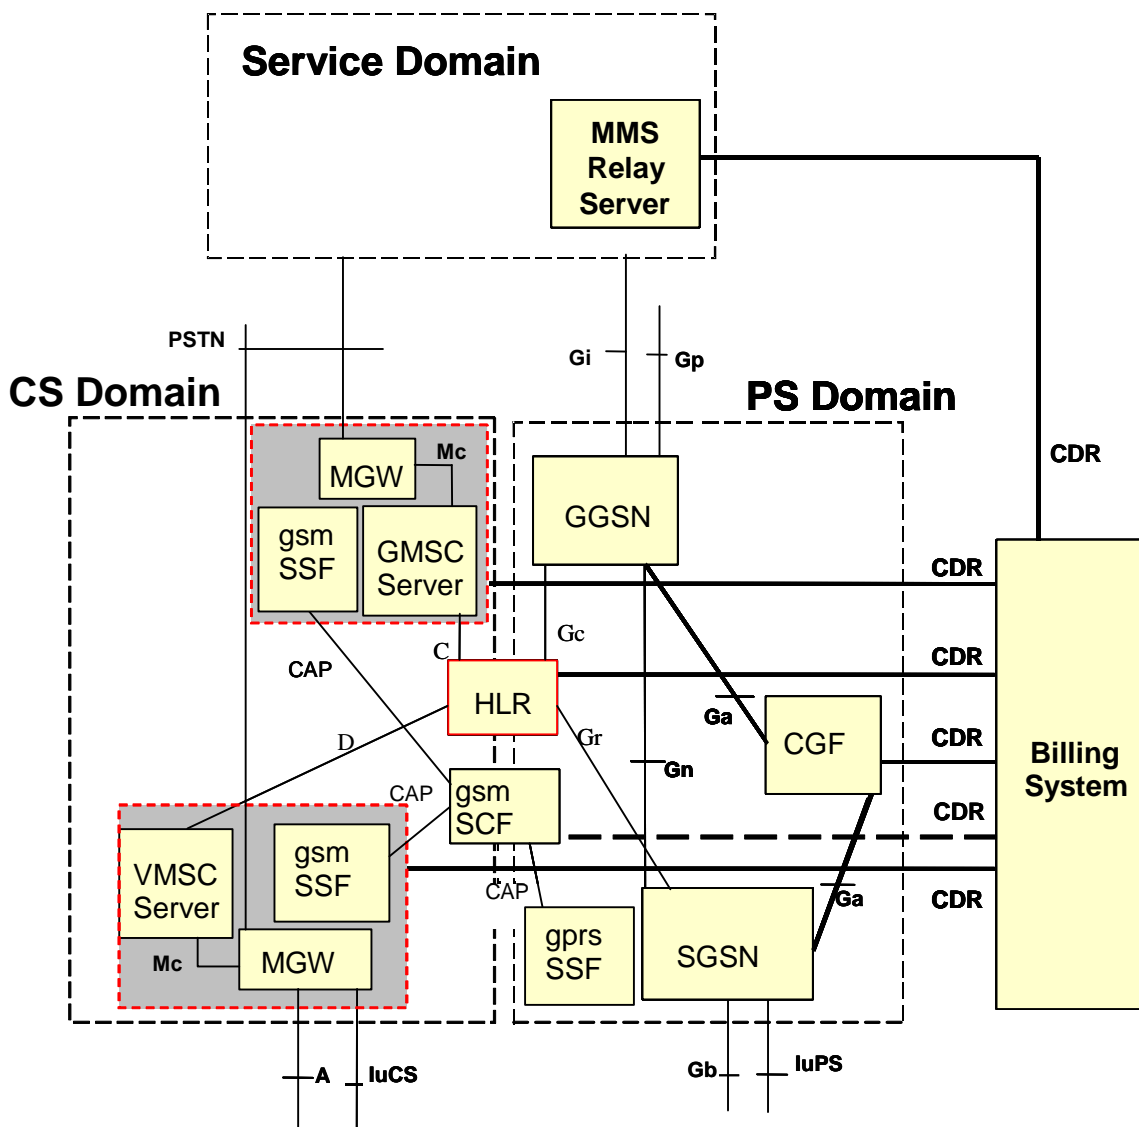 Service Domain
MMS
Relay
Server
PSTN
Gi
Gp
CS Domain
PS Domain
CDR
MGW
Mc
gsm
SSF
GMSC
Server
GGSN
CDR
C
Gc
CAP
CDR
HLR
D
Gr
Ga
CGF
CDR
Gn
Billing
System
CAP
gsm
SCF
CDR
VMSC
Server
gsm
SSF
CAP
Ga
CDR
gprs
SSF
SGSN
Mc
MGW
A
IuCS
Gb
IuPS